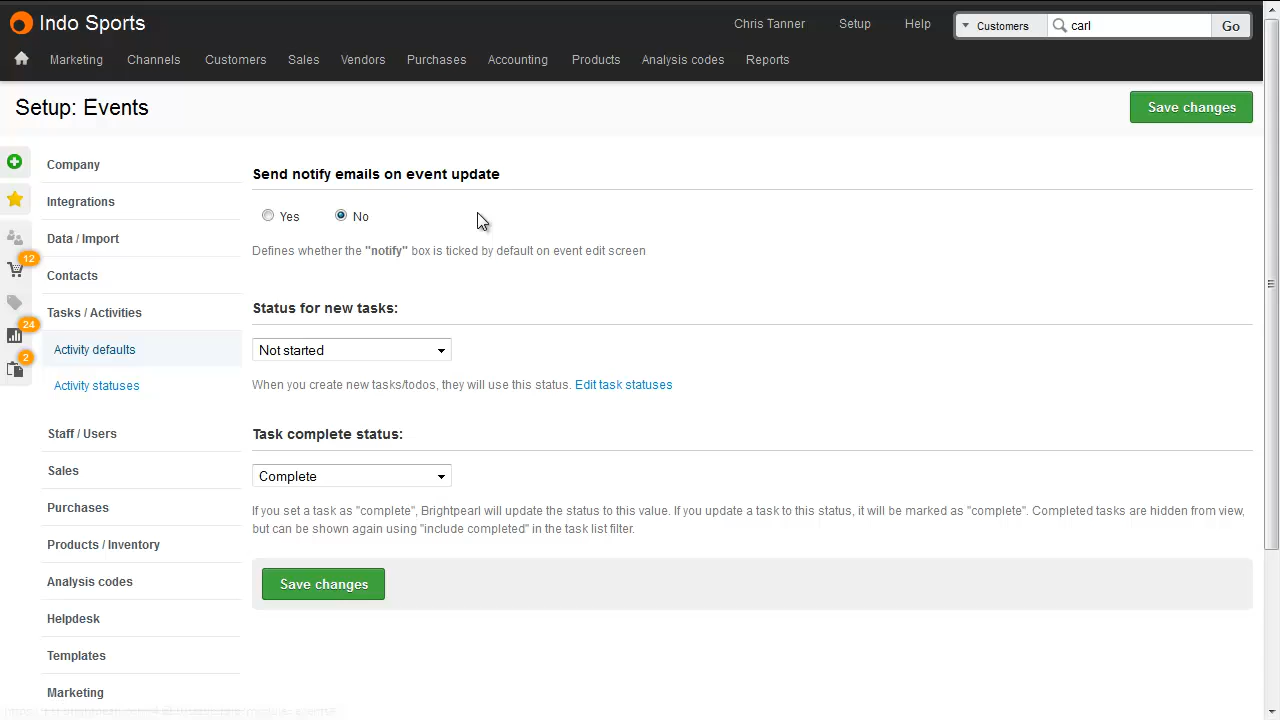 Indo Sports
Chris Tanner Setup Help Customers carl Go
Marketing Channels Customers Sales Vendors Purchases Accounting Products Analysis codes Reports
Setup: Events
Save changes
Company
Integrations
Data / Import
Contacts
Tasks / Activities
Activity defaults
Activity statuses
Staff / Users
Sales
Purchases
Products / Inventory
Analysis codes
Helpdesk
Templates
Marketing
12
24
2
Send notify emails on event update
Yes No
Defines whether the "notify" box is ticked by default on event edit screen
Status for new tasks:
Not started
When you create new tasks/todos, they will use this status. Edit task statuses
Task complete status:
Complete
If you set a task as "complete", Brightpearl will update the status to this value. If you update a task to this status, it will be marked as "complete". Completed tasks are hidden from view,
but can be shown again using "include completed" in the task list filter.
Save changes